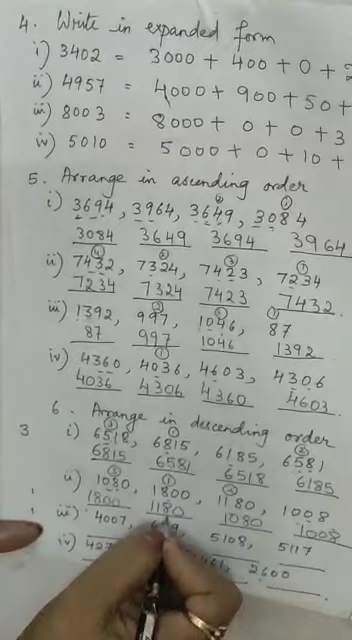 4. Write in expanded form
i) 3402 = 3000 + 400 + 0 + 2
ii) 4957 = 4000 + 900 + 50 +
iii) 8003 = 8000 + 0 + 0 + 3
iv) 5010 = 5000 + 0 + 10 +
5. Arrange in ascending order
i) 3694, 3964, 3649, 3084
3084 3649 3694 3964
ii) 7432, 7324, 7423, 7234
7234 7324 7423 7432.
iii) 1392, 997, 1046, 87
87 997 1046 1392
iv) 4360, 4036, 4603, 4306
4036 4306 4360 4603.
6. Arrange in descending order
3 i) 6518, 6815, 6185, 6581
6815 6581 6518 6185
ii) 1080, 1800, 1180, 1008
1800 1180 1080 1008
iii) 4007, 5108, 5117
iv) 2600